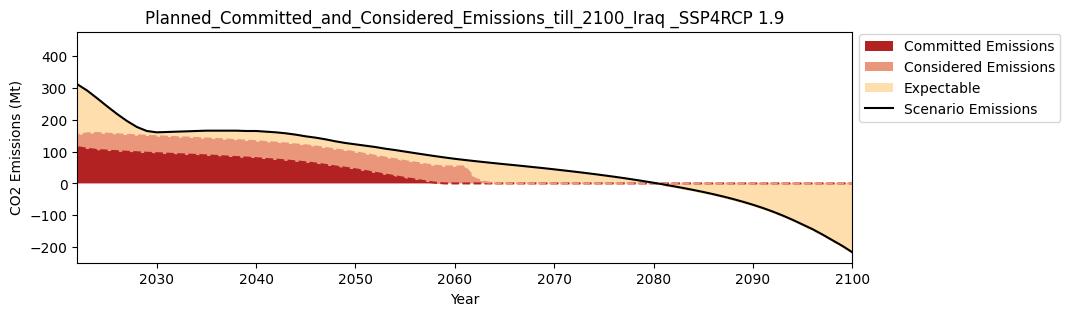 Planned_Committed_and_Considered_Emissions_till_2100_Iraq _SSP4RCP 1.9
CO2 Emissions (Mt)
400
300
200
100
0
−100
−200
2030 2040 2050 2060 2070 2080 2090 2100
Year
Committed Emissions
Considered Emissions
Expectable
Scenario Emissions